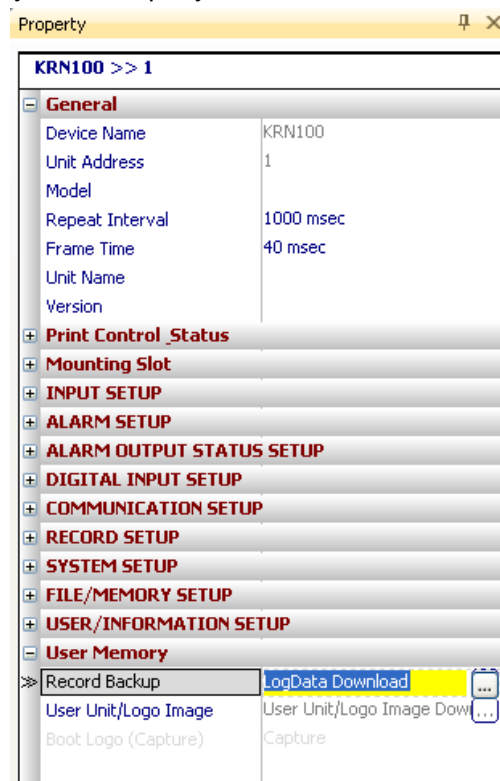 Property
KRN100 >> 1
General
Device Name KRN100
Unit Address 1
Model
Repeat Interval 1000 msec
Frame Time 40 msec
Unit Name
Version
Print Control_Status
Mounting Slot
INPUT SETUP
ALARM SETUP
ALARM OUTPUT STATUS SETUP
DIGITAL INPUT SETUP
COMMUNICATION SETUP
RECORD SETUP
SYSTEM SETUP
FILE/MEMORY SETUP
USER/INFORMATION SETUP
User Memory
Record Backup LogData Download ...
User Unit/Logo Image User Unit/Logo Image Dow ...
Boot Logo (Capture) Capture